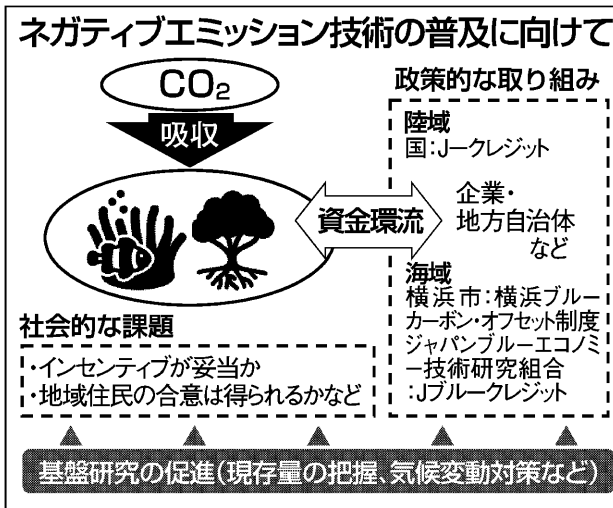 ネガティブエミッション技術の普及に向けて
CO₂
吸収
資金環流
社会的な課題
・インセンティブが妥当か
・地域住民の合意は得られるかなど
政策的な取り組み
陸域
国:J－クレジット
企業・
地方自治体
など
海域
横浜市:横浜ブルー
カーボン・オフセット制度
ジャパンブルーエコノミ
ー技術研究組合
:Jブルークレジット
基盤研究の促進(現存量の把握、気候変動対策など)